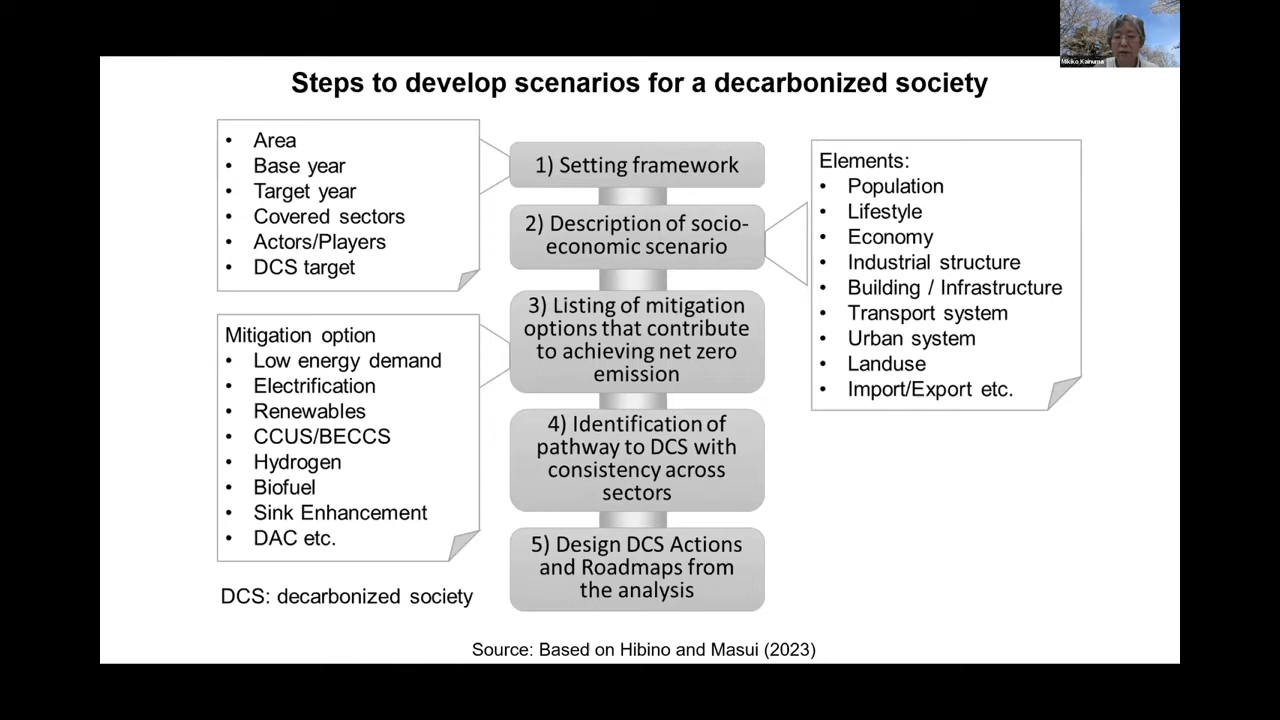 Mikiko Kainuma
Steps to develop scenarios for a decarbonized society
• Area
• Base year
• Target year
• Covered sectors
• Actors/Players
• DCS target
Mitigation option
• Low energy demand
• Electrification
• Renewables
• CCUS/BECCS
• Hydrogen
• Biofuel
• Sink Enhancement
• DAC etc.
DCS: decarbonized society
1) Setting framework
2) Description of socio-
economic scenario
3) Listing of mitigation
options that contribute
to achieving net zero
emission
4) Identification of
pathway to DCS with
consistency across
sectors
5) Design DCS Actions
and Roadmaps from
the analysis
Elements:
• Population
• Lifestyle
• Economy
• Industrial structure
• Building / Infrastructure
• Transport system
• Urban system
• Landuse
• Import/Export etc.
Source: Based on Hibino and Masui (2023)